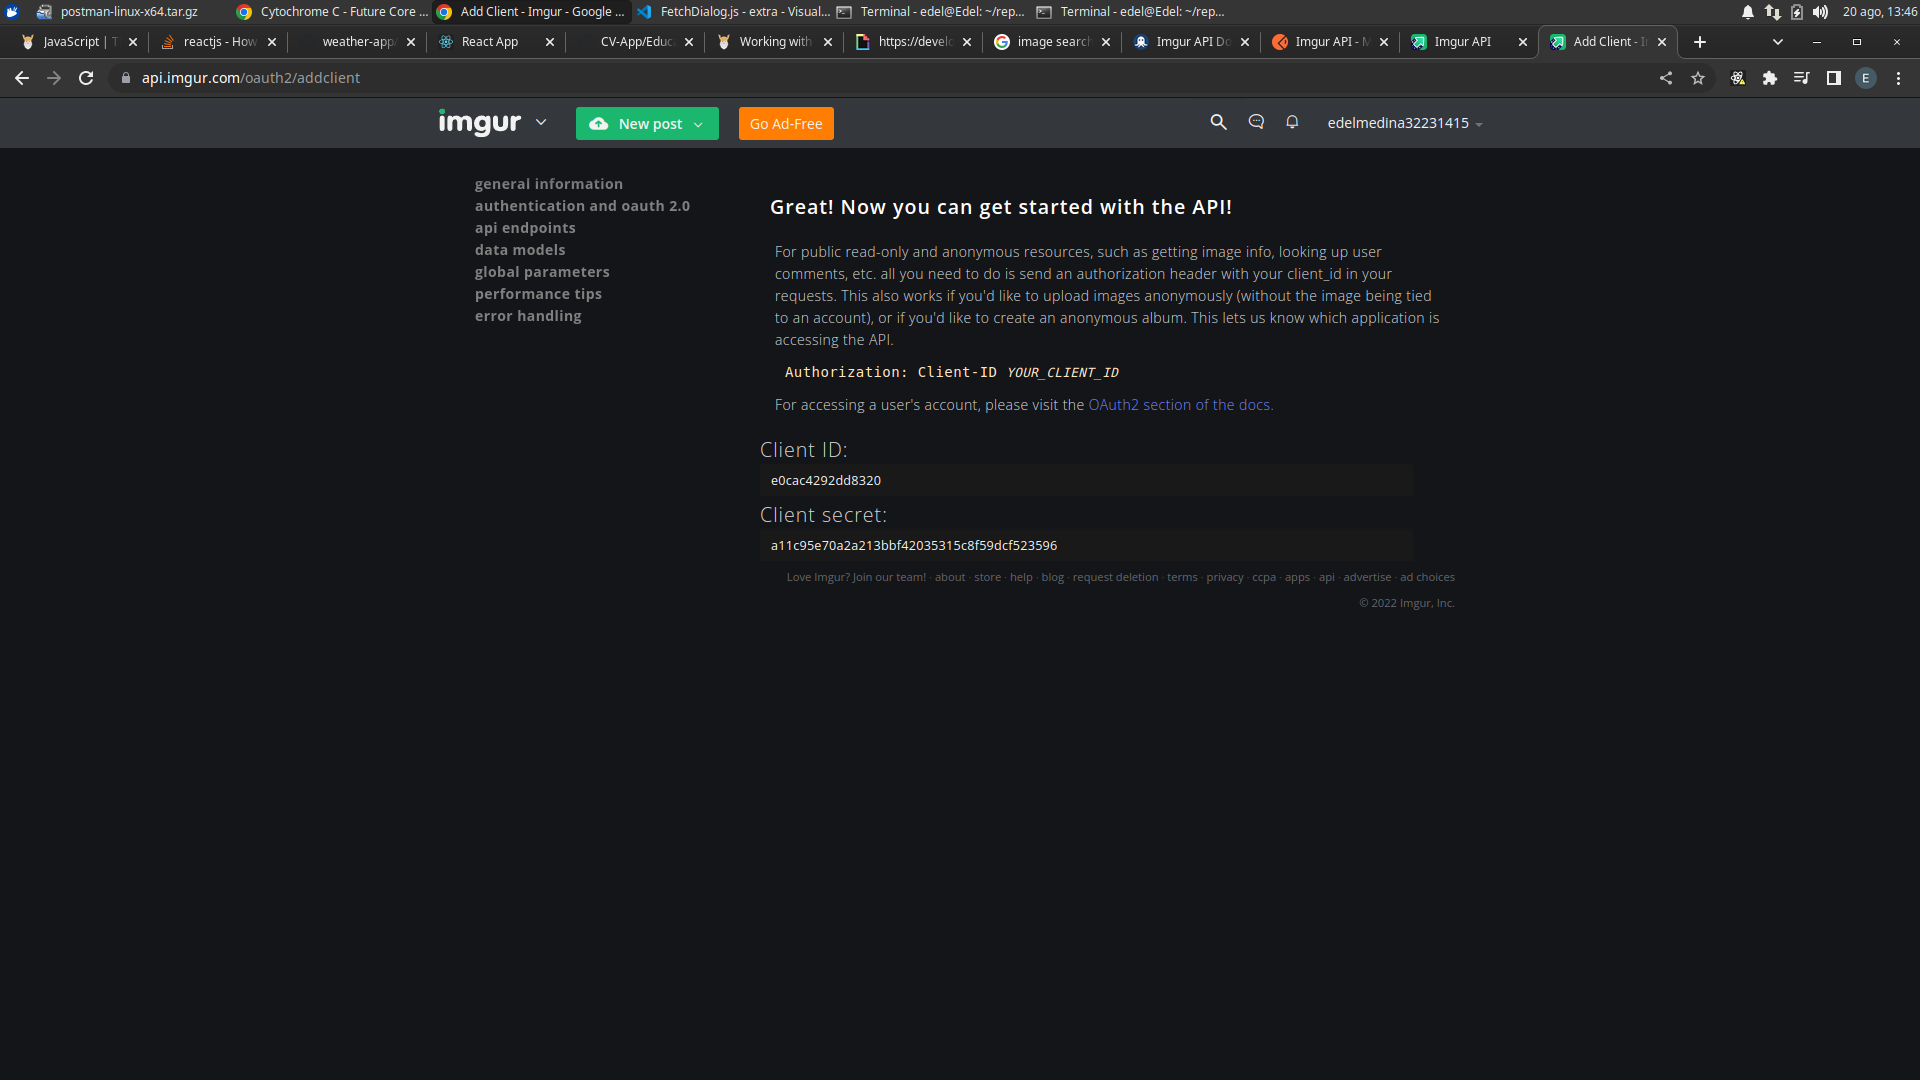 postman-linux-x64.tar.gz Cytochrome C - Future Core ... Add Client - Imgur - Google ... FetchDialog.js - extra - Visual... Terminal - edel@Edel: ~/rep... Terminal - edel@Edel: ~/rep... 20 ago, 13:46
JavaScript | T reactjs - How weather-app/ React App CV-App/Educ Working with https://develo image search Imgur API Do Imgur API - M Imgur API Add Client - I
api.imgur.com/oauth2/addclient E
imgur New post Go Ad-Free edelmedina32231415
general information
authentication and oauth 2.0
api endpoints
data models
global parameters
performance tips
error handling
Great! Now you can get started with the API!
For public read-only and anonymous resources, such as getting image info, looking up user
comments, etc. all you need to do is send an authorization header with your client_id in your
requests. This also works if you'd like to upload images anonymously (without the image being tied
to an account), or if you'd like to create an anonymous album. This lets us know which application is
accessing the API.
Authorization: Client-ID YOUR_CLIENT_ID
For accessing a user's account, please visit the OAuth2 section of the docs.
Client ID:
e0cac4292dd8320
Client secret:
a11c95e70a2a213bbf42035315c8f59dcf523596
Love Imgur? Join our team! · about · store · help · blog · request deletion · terms · privacy · ccpa · apps · api · advertise · ad choices
© 2022 Imgur, Inc.